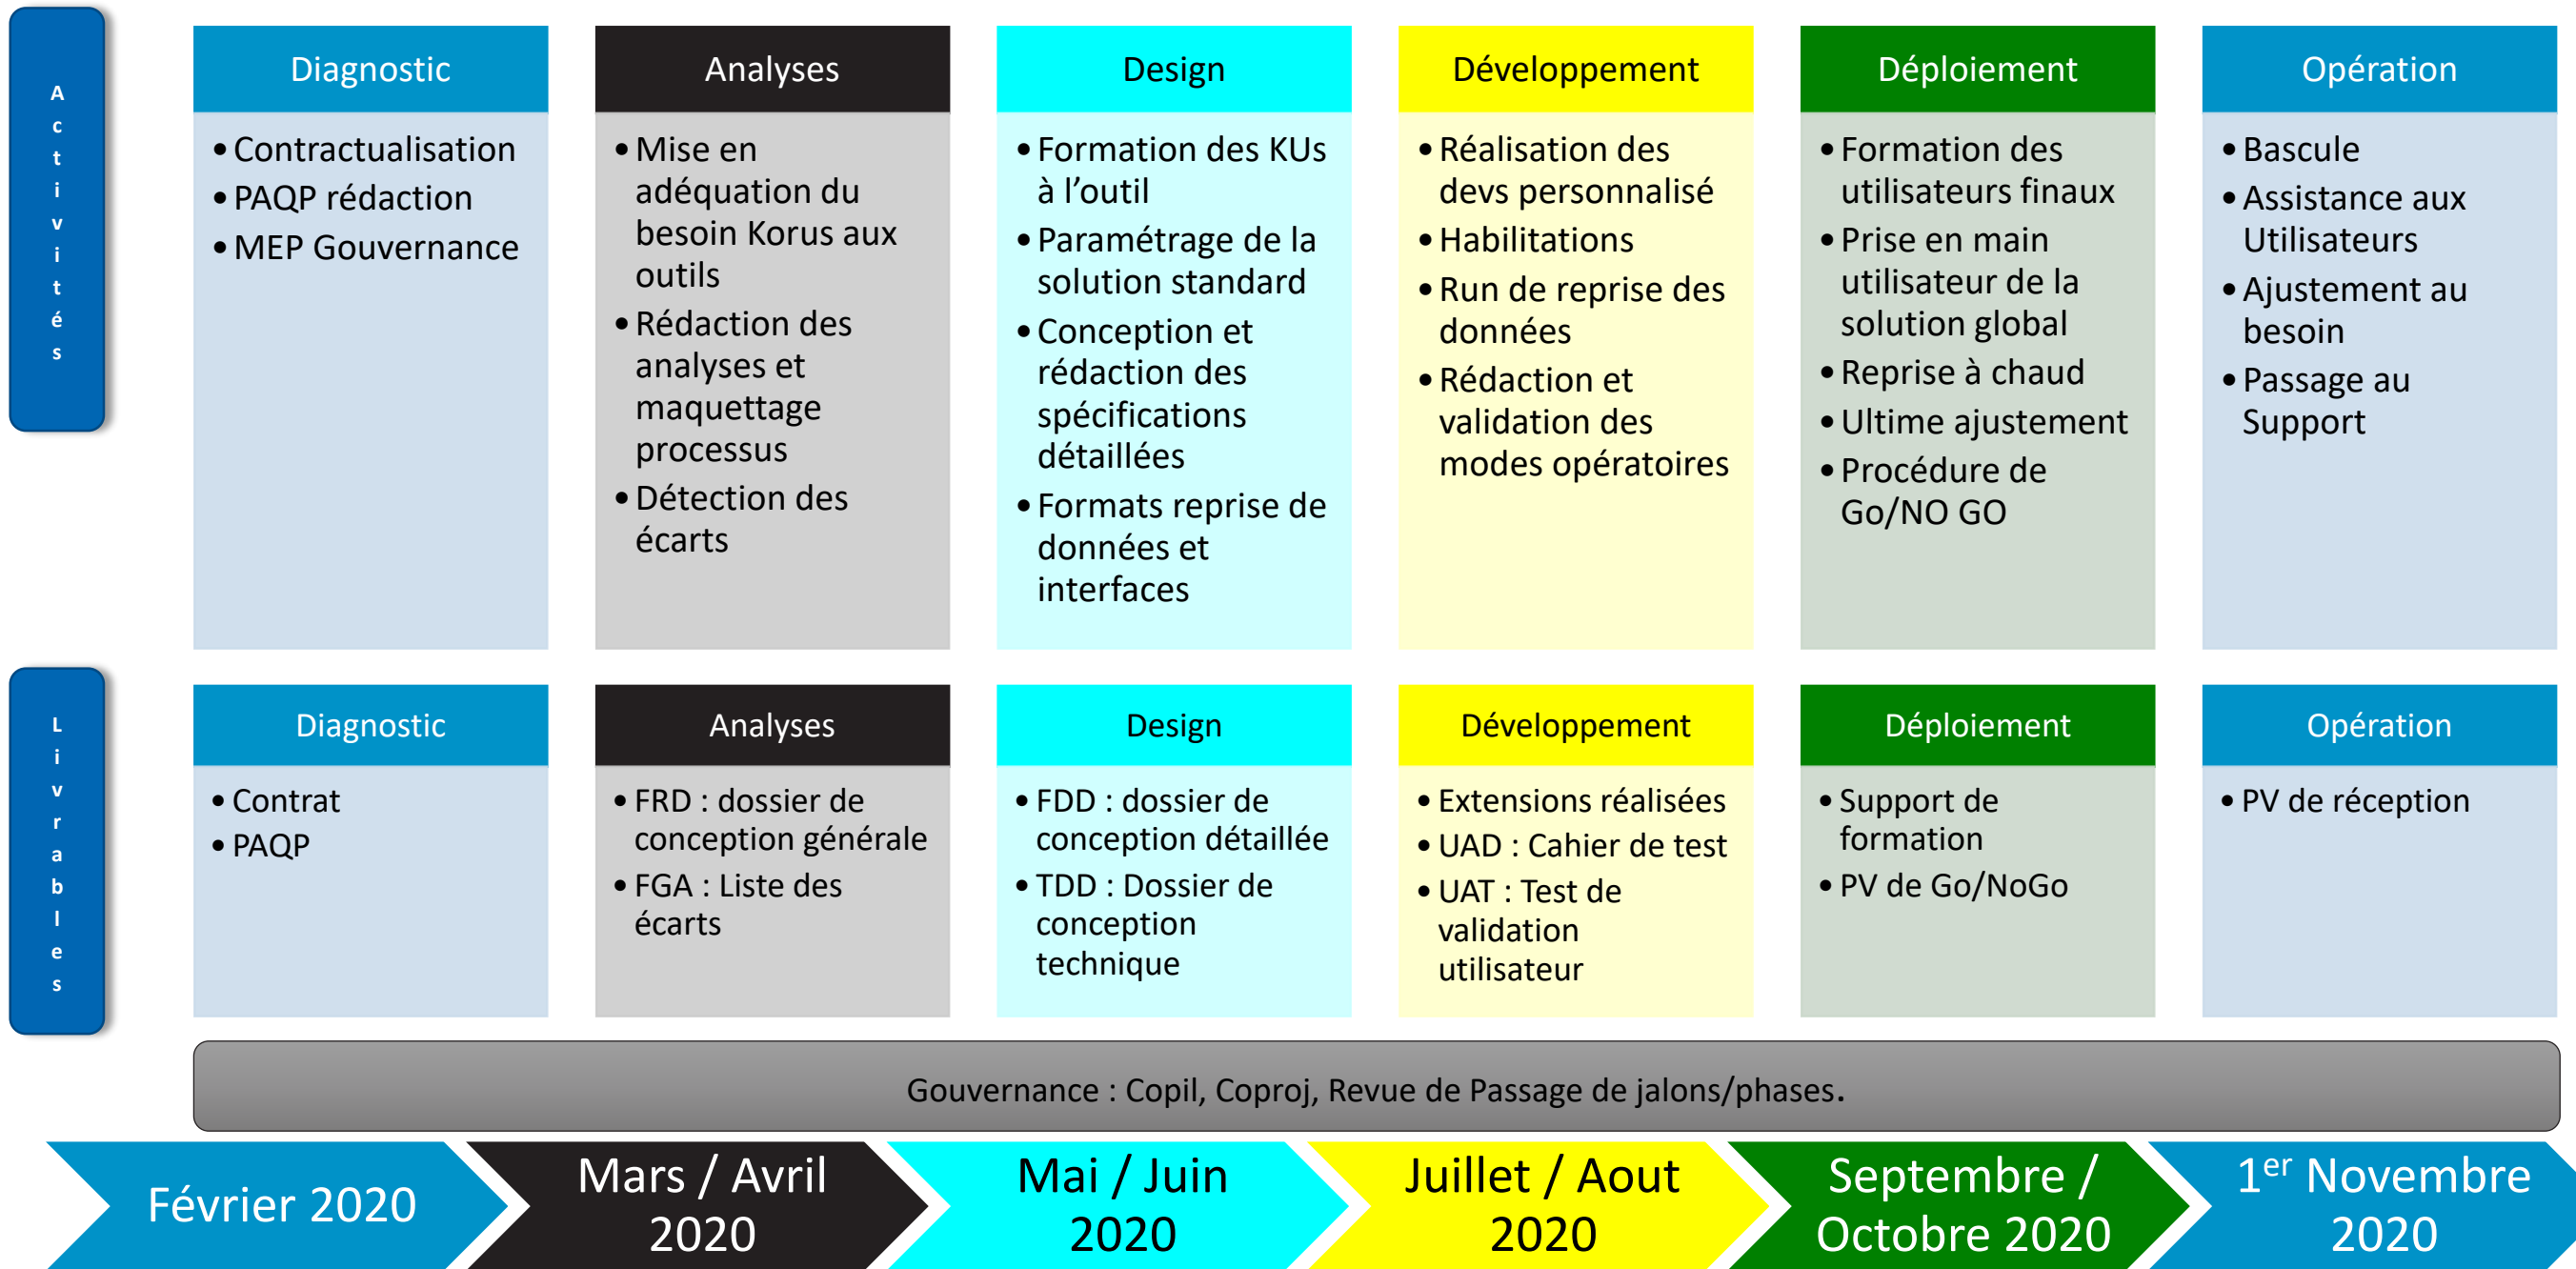 Activités
Diagnostic
• Contractualisation
• PAQP rédaction
• MEP Gouvernance
Analyses
• Mise en
adéquation du
besoin Korus aux
outils
• Rédaction des
analyses et
maquettage
processus
• Détection des
écarts
Design
• Formation des KUs
à l’outil
• Paramétrage de la
solution standard
• Conception et
rédaction des
spécifications
détaillées
• Formats reprise de
données et
interfaces
Développement
• Réalisation des
devs personnalisé
• Habilitations
• Run de reprise des
données
• Rédaction et
validation des
modes opératoires
Déploiement
• Formation des
utilisateurs finaux
• Prise en main
utilisateur de la
solution global
• Reprise à chaud
• Ultime ajustement
• Procédure de
Go/NO GO
Opération
• Bascule
• Assistance aux
Utilisateurs
• Ajustement au
besoin
• Passage au
Support
Livrables
Diagnostic
• Contrat
• PAQP
Analyses
• FRD : dossier de
conception générale
• FGA : Liste des
écarts
Design
• FDD : dossier de
conception détaillée
• TDD : Dossier de
conception
technique
Développement
• Extensions réalisées
• UAD : Cahier de test
• UAT : Test de
validation
utilisateur
Déploiement
• Support de
formation
• PV de Go/NoGo
Opération
• PV de réception
Gouvernance : Copil, Coproj, Revue de Passage de jalons/phases.
Février 2020
Mars / Avril
2020
Mai / Juin
2020
Juillet / Aout
2020
Septembre /
Octobre 2020
1er Novembre
2020